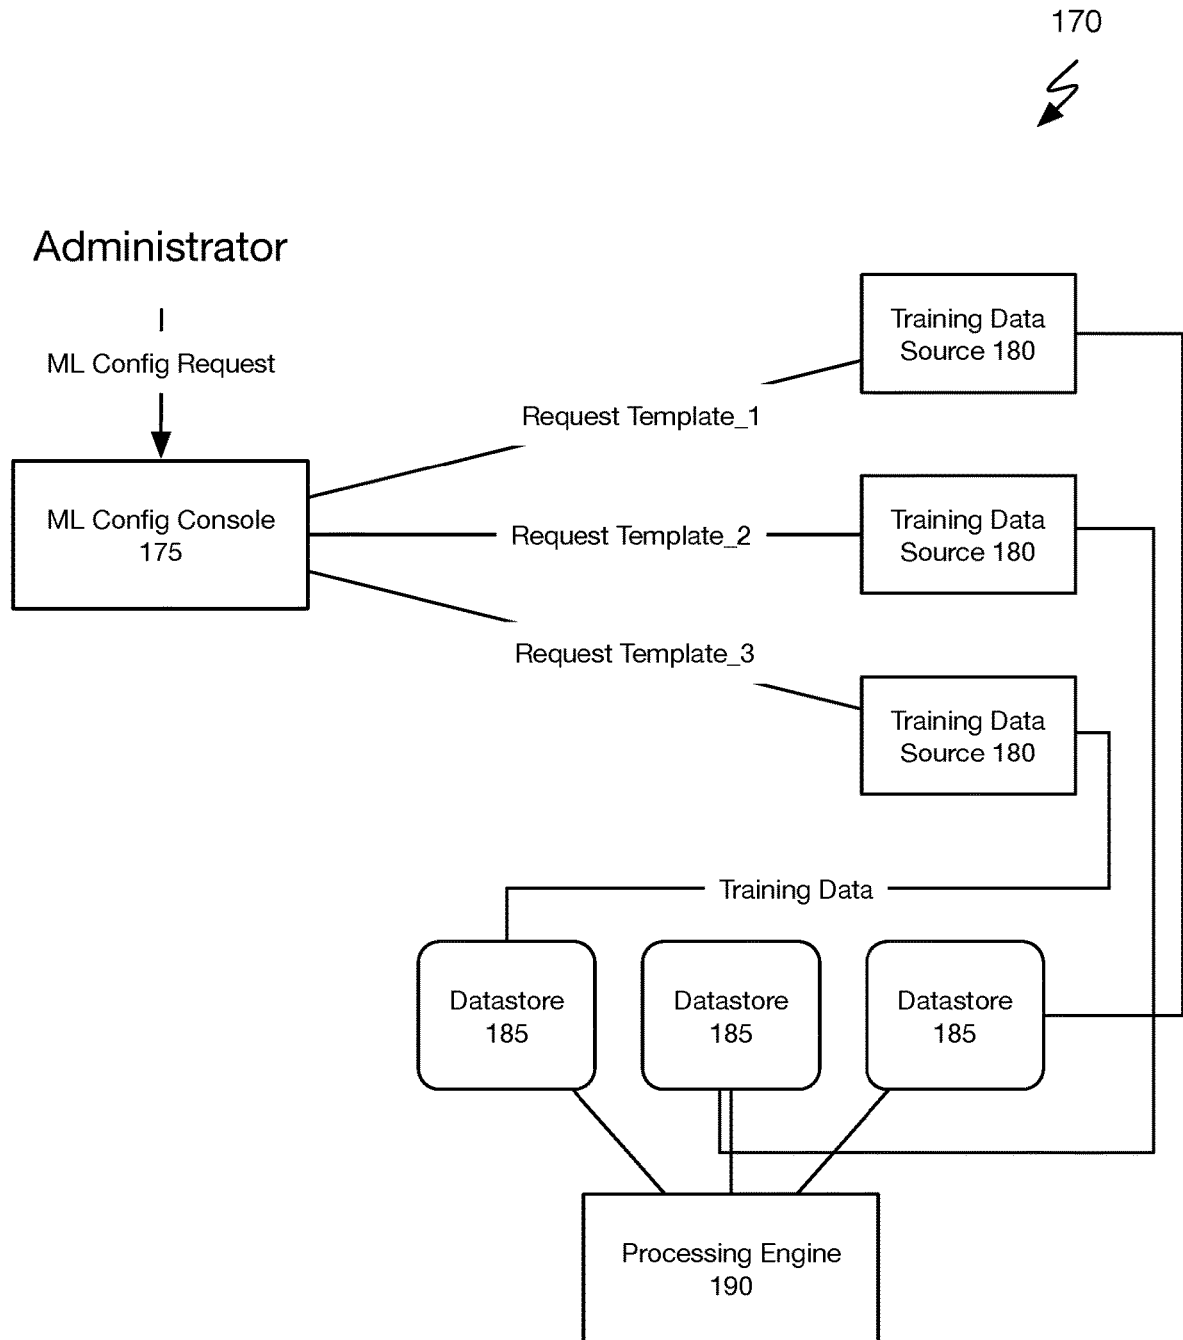 170
Administrator
ML Config Request
Training Data
Source 180
Request Template_1
ML Config Console
175
Request Template_2
Training Data
Source 180
Request Template_3
Training Data
Source 180
Training Data
Datastore
185
Datastore
185
Datastore
185
Processing Engine
190